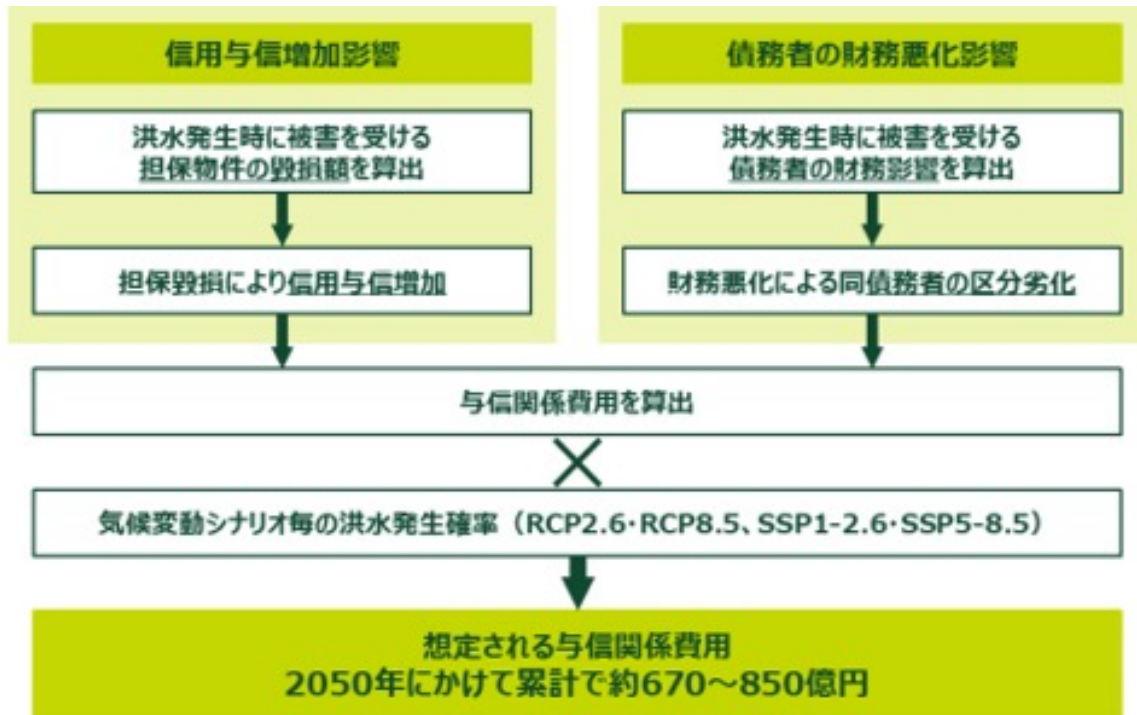 信用与信増加影響
洪水発生時に被害を受ける
担保物件の毀損額を算出
担保毀損により信用与信増加
債務者の財務悪化影響
洪水発生時に被害を受ける
債務者の財務影響を算出
財務悪化による同債務者の区分劣化
与信関係費用を算出
×
気候変動シナリオ毎の洪水発生確率（RCP2.6・RCP8.5、SSP1-2.6・SSP5-8.5）
想定される与信関係費用
2050年にかけて累計で約670～850億円